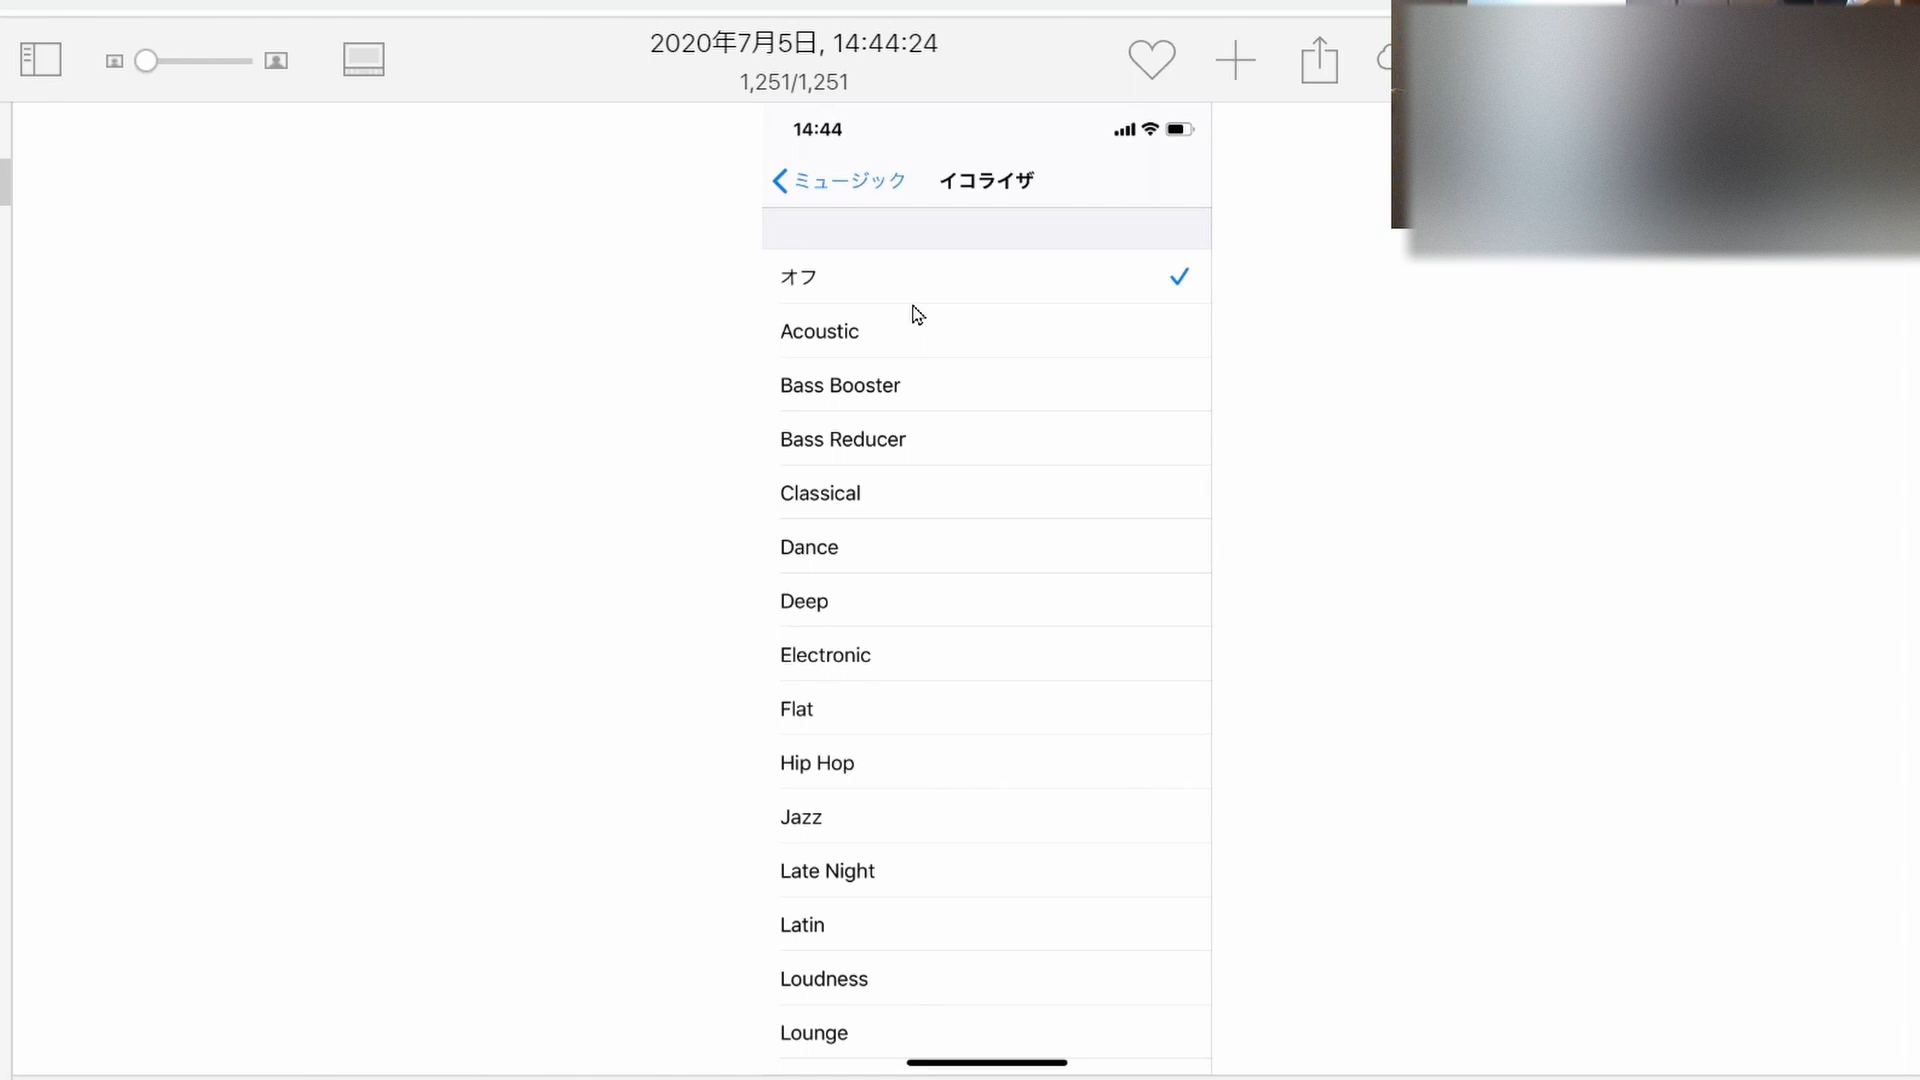 2020年7月5日, 14:44:24
1,251/1,251
14:44
ミュージック イコライザ
オフ
Acoustic
Bass Booster
Bass Reducer
Classical
Dance
Deep
Electronic
Flat
Hip Hop
Jazz
Late Night
Latin
Loudness
Lounge